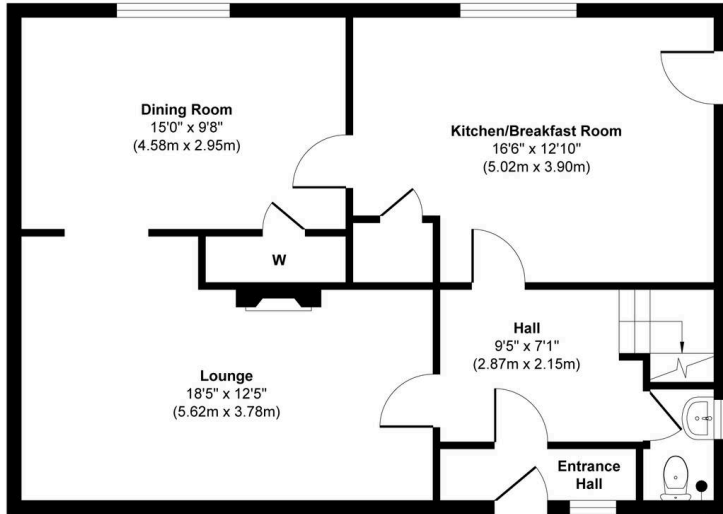 Dining Room
15'0" x 9'8"
(4.58m x 2.95m)
Kitchen/Breakfast Room
16'6" x 12'10"
(5.02m x 3.90m)
W
Hall
9'5" x 7'1"
(2.87m x 2.15m)
Lounge
18'5" x 12'5"
(5.62m x 3.78m)
Entrance
Hall